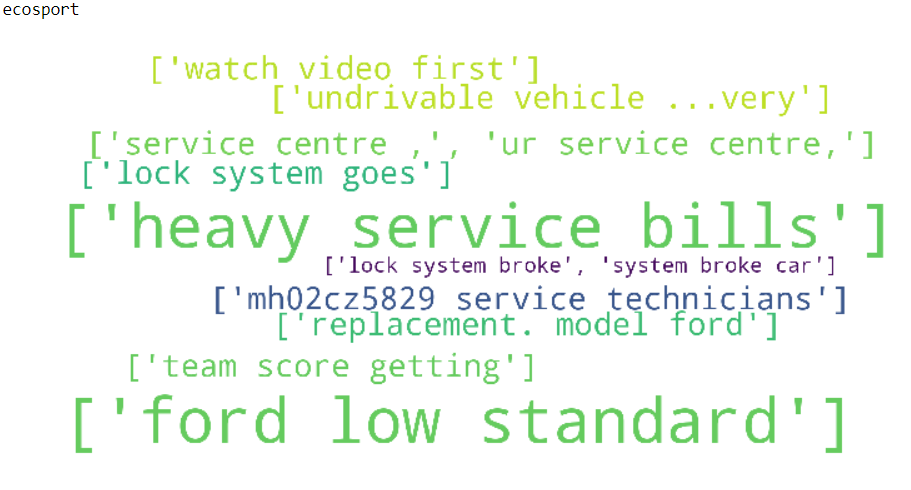 ecosport
['watch video first']
['undrivable vehicle ...very']
['service centre ,', 'ur service centre,']
['lock system goes']
['heavy service bills']
['lock system broke', 'system broke car']
['mh02cz5829 service technicians']
['replacement. model ford']
['team score getting']
['ford low standard']